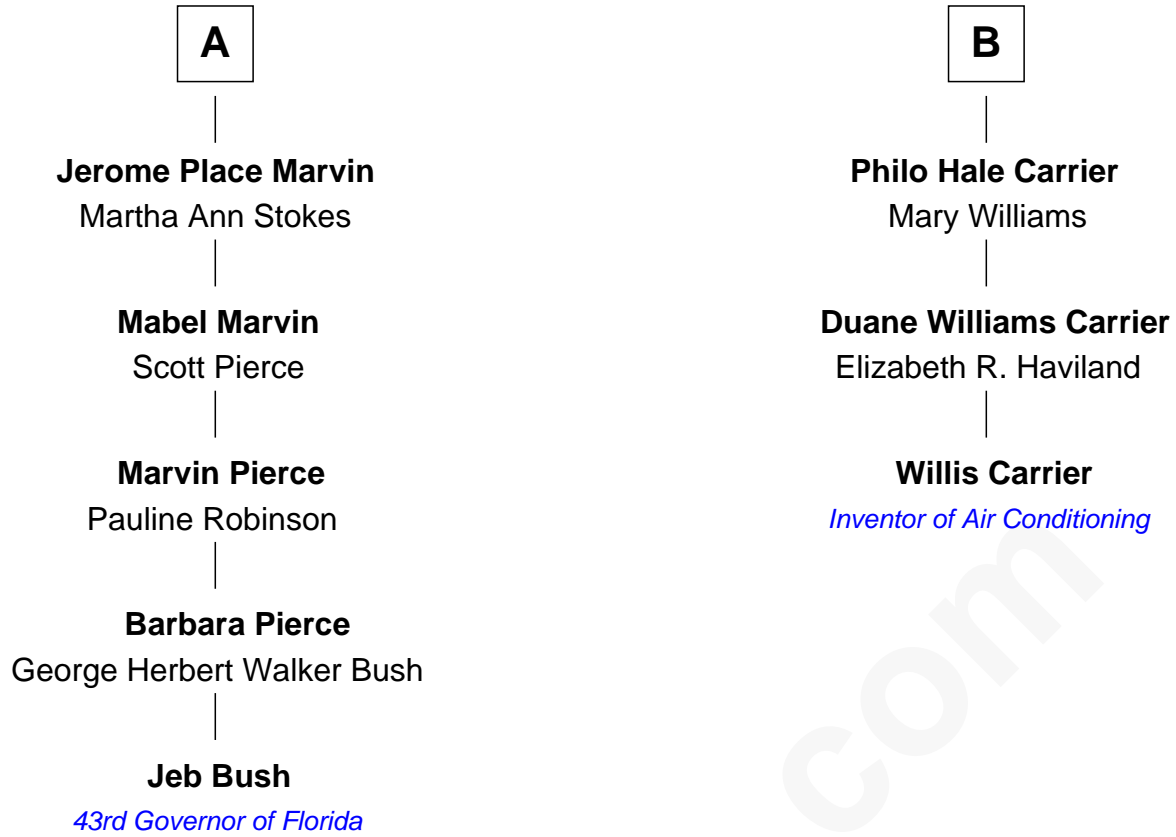 A
Jerome Place Marvin
Martha Ann Stokes
Mabel Marvin
Scott Pierce
Marvin Pierce
Pauline Robinson
Barbara Pierce
George Herbert Walker Bush
Jeb Bush
43rd Governor of Florida
B
Philo Hale Carrier
Mary Williams
Duane Williams Carrier
Elizabeth R. Haviland
Willis Carrier
Inventor of Air Conditioning
com